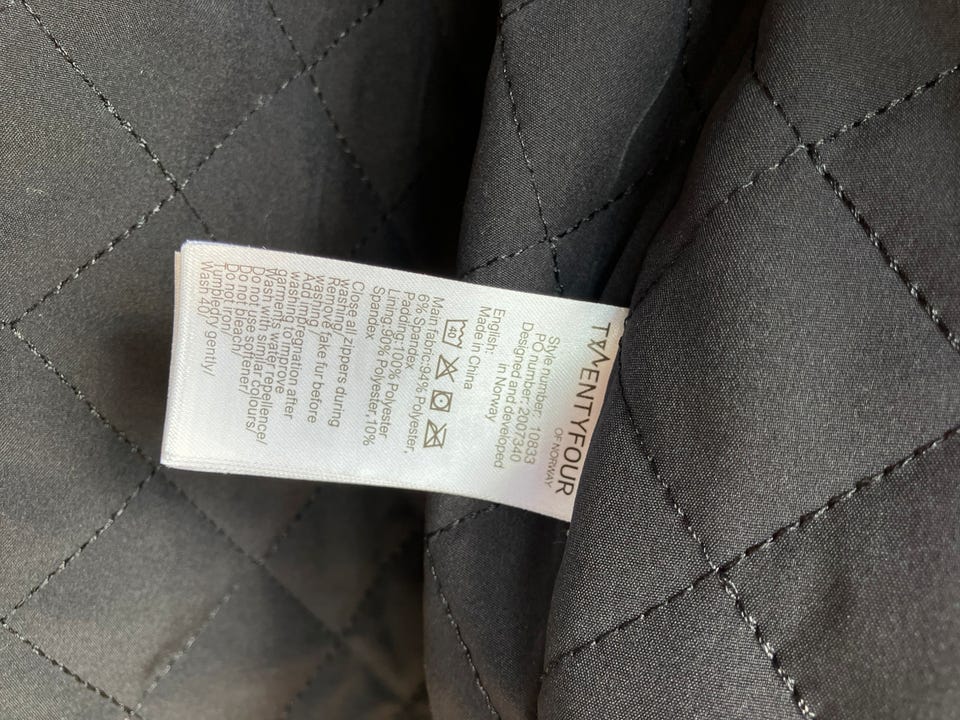 TWENTYFOUR
OF NORWAY
Style number: 10833
PO number: 2007340
Designed and developed
in Norway
English:
Made in China
40
Main fabric:94% Polyester,
6% Spandex
Padding:100% Polyester
Lining:90% Polyester,10%
Spandex
Close all zippers during
washing/
Remove fake fur before
washing/
Add impregnation after
washing to improve
garments water repellence/
Wash with similar colours/
Do not use softener/
Do not bleach/
Do not iron/
Tumbledry gently/
Wash 40°